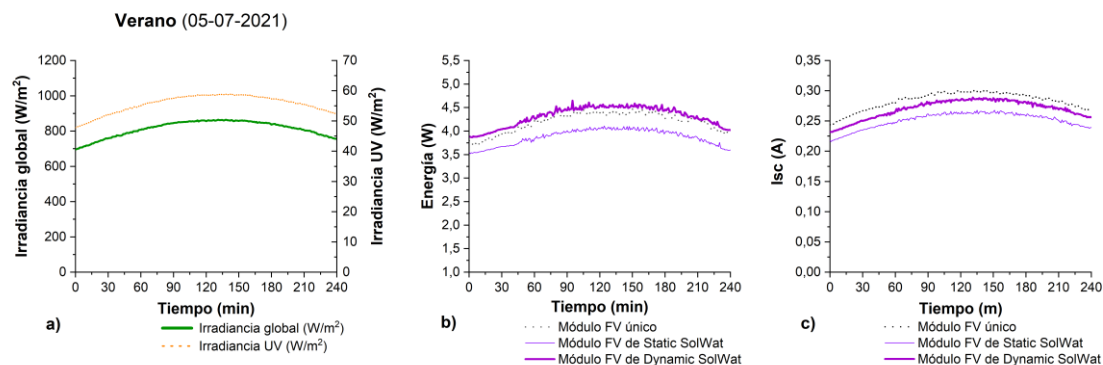 Verano (05-07-2021)
Irradiancia global (W/m²)
1200
1000
800
600
400
200
0
70
60
50
40
30
20
10
0
Irradiancia UV (W/m²)
0 30 60 90 120 150 180 210 240
Tiempo (min)
a)
Irradiancia global (W/m²)
Irradiancia UV (W/m²)
Energía (W)
5,5
5,0
4,5
4,0
3,5
3,0
2,5
2,0
1,5
1,0
0 30 60 90 120 150 180 210 240
Tiempo (min)
b)
Módulo FV único
Módulo FV de Static SolWat
Módulo FV de Dynamic SolWat
Isc (A)
0,35
0,30
0,25
0,20
0,15
0,10
0,05
0,00
0 30 60 90 120 150 180 210 240
Tiempo (m)
c)
Módulo FV único
Módulo FV de Static SolWat
Módulo FV de Dynamic SolWat